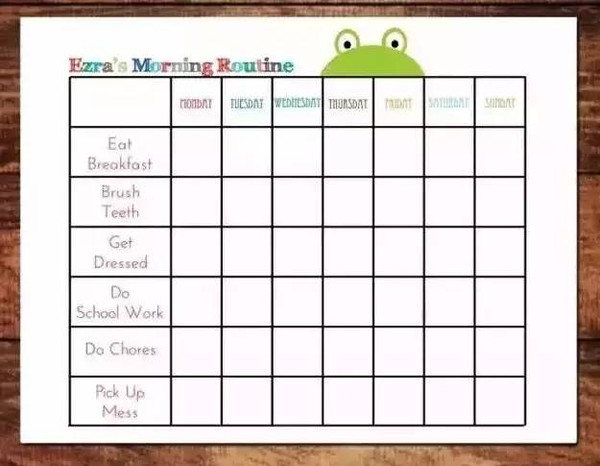 Ezra's Morning Routine
MONDAY TUESDAY WEDNESDAY THURSDAY FRIDAY SATURDAY SUNDAY
Eat
Breakfast
Brush
Teeth
Get
Dressed
Do
School Work
Do Chores
Pick Up
Mess